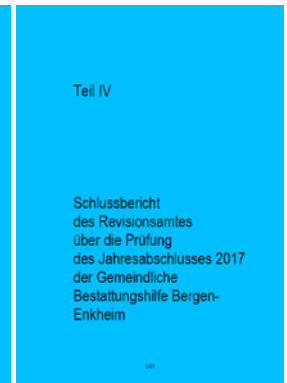 Teil IV
Schlussbericht
des Revisionsamtes
über die Prüfung
des Jahresabschlusses 2017
der Gemeindliche
Bestattungshilfe Bergen-
Enkheim